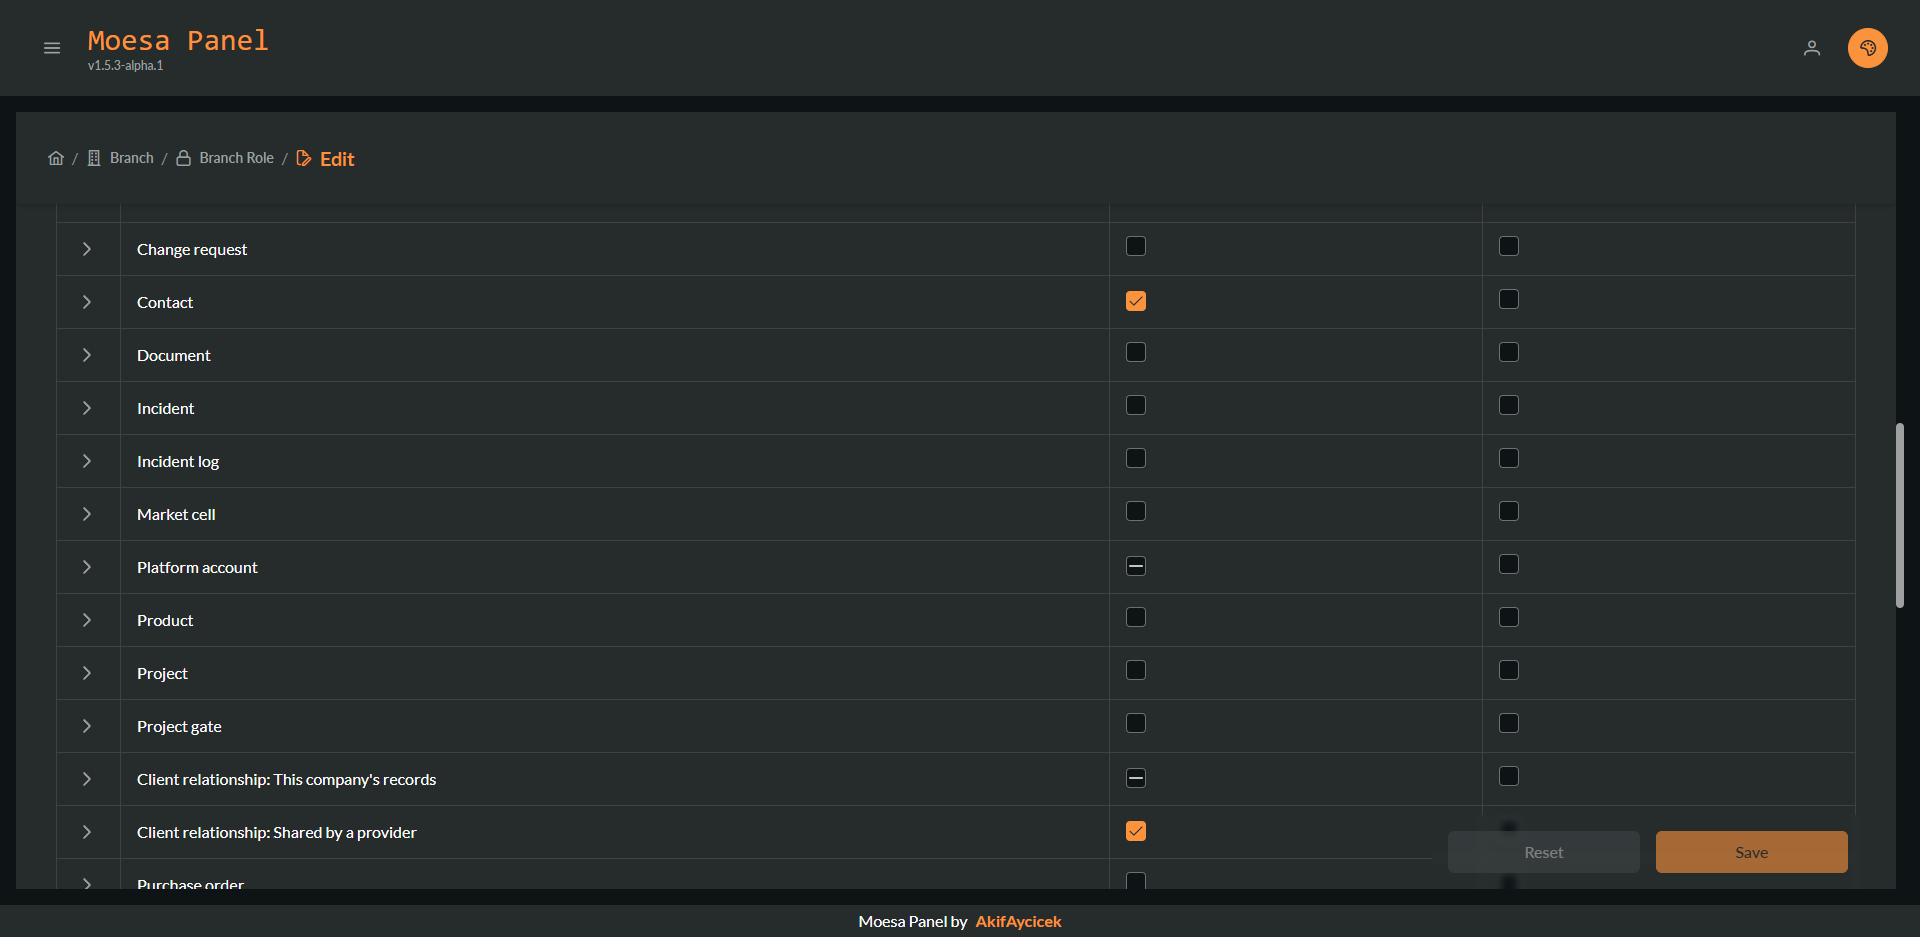 Moesa Panel
v1.5.3-alpha.1
/ Branch / Branch Role / Edit
Change request
Contact
Document
Incident
Incident log
Market cell
Platform account
Product
Project
Project gate
Client relationship: This company's records
Client relationship: Shared by a provider
Purchase order
Reset
Save
Moesa Panel by AkifAycicek